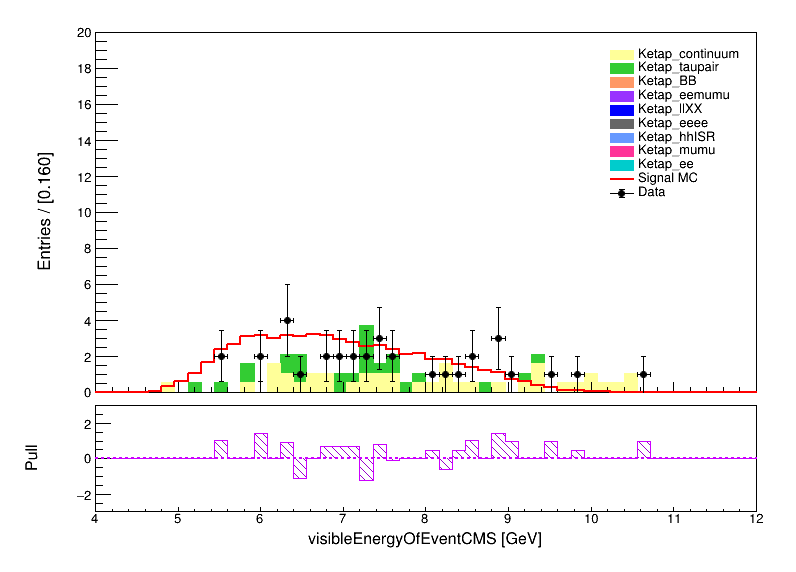 20
18
16
14
12
10
8
6
4
2
0
Entries / [0.160]
Ketap_continuum
Ketap_taupair
Ketap_BB
Ketap_eemumu
Ketap_llXX
Ketap_eeee
Ketap_hhISR
Ketap_mumu
Ketap_ee
Signal MC
Data
2
0
−2
Pull
4 5 6 7 8 9 10 11 12
visibleEnergyOfEventCMS [GeV]